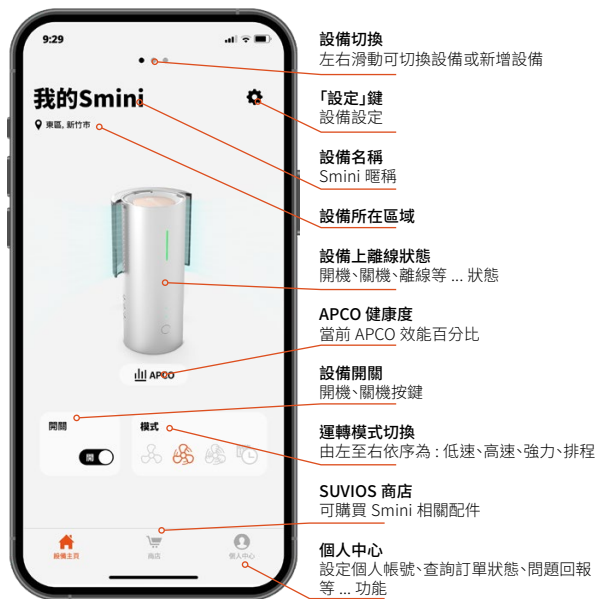 9:29
我的Smini
東區, 新竹市
APCO
開關
開
模式
設備主頁
商店
個人中心
設備切換
左右滑動可切換設備或新增設備
「設定」鍵
設備設定
設備名稱
Smini 暱稱
設備所在區域
設備上離線狀態
開機、關機、離線等 ... 狀態
APCO 健康度
當前 APCO 效能百分比
設備開關
開機、關機按鍵
運轉模式切換
由左至右依序為 : 低速、高速、強力、排程
SUVIOS 商店
可購買 Smini 相關配件
個人中心
設定個人帳號、查詢訂單狀態、問題回報
等 ... 功能